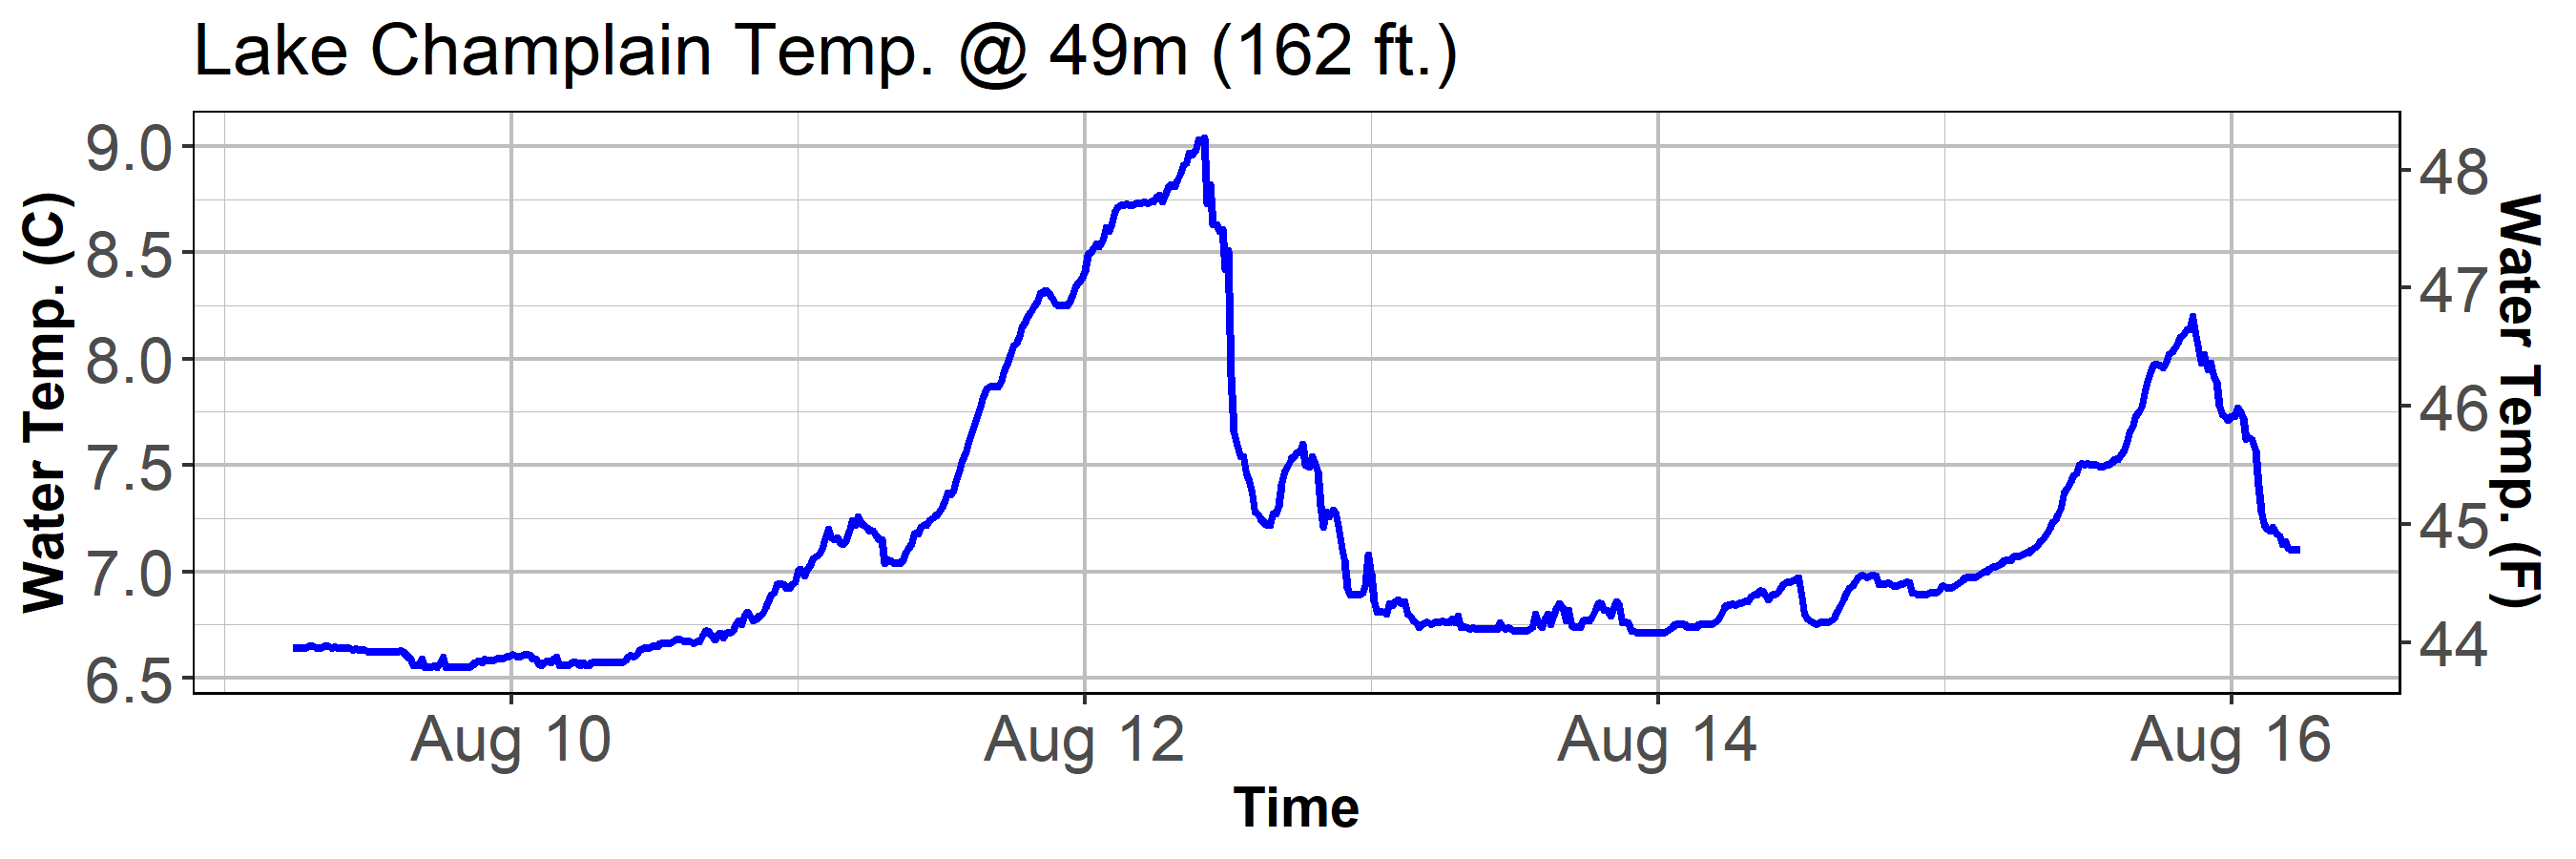 Lake Champlain Temp. @ 49m (162 ft.)
Water Temp. (C)
9.0
8.5
8.0
7.5
7.0
6.5
48
47
46
45
44
Water Temp. (F)
Aug 10 Aug 12 Aug 14 Aug 16
Time